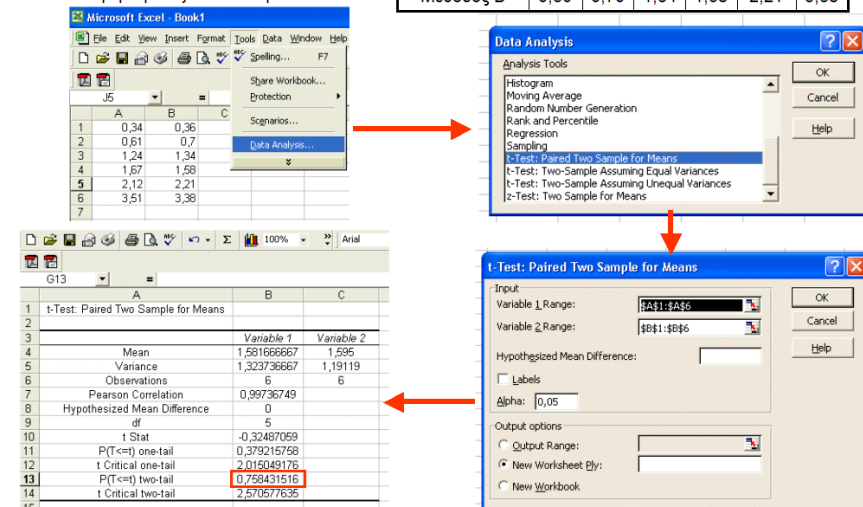 Microsoft Excel - Book1
File Edit View Insert Format Tools Data Window Help
Spelling... F7
Share Workbook...
Protection
Scenarios...
Data Analysis...
J5 =
A B C
1 0,34 0,36
2 0,61 0,7
3 1,24 1,34
4 1,67 1,58
5 2,12 2,21
6 3,51 3,38
7
Data Analysis
Analysis Tools
Histogram
Moving Average
Random Number Generation
Rank and Percentile
Regression
Sampling
t-Test: Paired Two Sample for Means
t-Test: Two-Sample Assuming Equal Variances
t-Test: Two-Sample Assuming Unequal Variances
z-Test: Two Sample for Means
OK
Cancel
Help
100% Arial
G13 =
A B C
1 t-Test: Paired Two Sample for Means
2
3 Variable 1 Variable 2
4 Mean 1,581666667 1,595
5 Variance 1,323736667 1,19119
6 Observations 6 6
7 Pearson Correlation 0,99736749
8 Hypothesized Mean Difference 0
9 df 5
10 t Stat -0,32487059
11 P(T<=t) one-tail 0,379215758
12 t Critical one-tail 2,015049176
13 P(T<=t) two-tail 0,758431516
14 t Critical two-tail 2,570577635
t-Test: Paired Two Sample for Means
Input
Variable 1 Range: $A$1:$A$6
Variable 2 Range: $B$1:$B$6
Hypothesized Mean Difference:
Labels
Alpha: 0,05
Output options
Output Range:
New Worksheet Ply:
New Workbook
OK
Cancel
Help